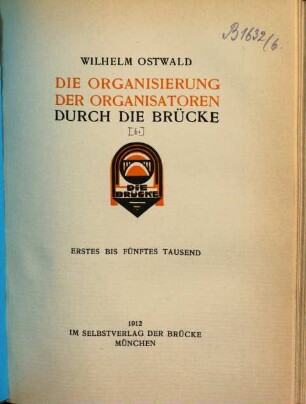 B1632/6.
WILHELM OSTWALD
DIE ORGANISIERUNG
DER ORGANISATOREN
DURCH DIE BRÜCKE
[6.]
DIE
BRÜCKE
ERSTES BIS FÜNFTES TAUSEND
1912
IM SELBSTVERLAG DER BRÜCKE
MÜNCHEN